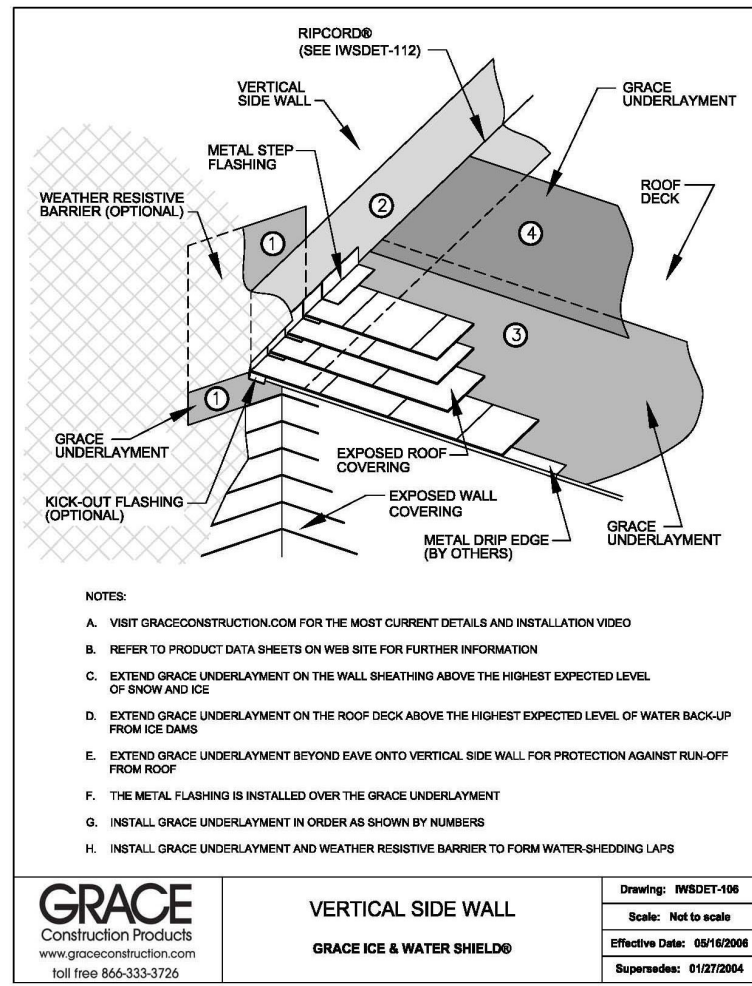 RIPCORD®
(SEE IWSDET-112)
VERTICAL
SIDE WALL
GRACE
UNDERLAYMENT
METAL STEP
FLASHING
ROOF
DECK
WEATHER RESISTIVE
BARRIER (OPTIONAL)
2
1
4
3
1
GRACE
UNDERLAYMENT
EXPOSED ROOF
COVERING
KICK-OUT FLASHING
(OPTIONAL)
EXPOSED WALL
COVERING
METAL DRIP EDGE
(BY OTHERS)
GRACE
UNDERLAYMENT
NOTES:
A. VISIT GRACECONSTRUCTION.COM FOR THE MOST CURRENT DETAILS AND INSTALLATION VIDEO
B. REFER TO PRODUCT DATA SHEETS ON WEB SITE FOR FURTHER INFORMATION
C. EXTEND GRACE UNDERLAYMENT ON THE WALL SHEATHING ABOVE THE HIGHEST EXPECTED LEVEL
OF SNOW AND ICE
D. EXTEND GRACE UNDERLAYMENT ON THE ROOF DECK ABOVE THE HIGHEST EXPECTED LEVEL OF WATER BACK-UP
FROM ICE DAMS
E. EXTEND GRACE UNDERLAYMENT BEYOND EAVE ONTO VERTICAL SIDE WALL FOR PROTECTION AGAINST RUN-OFF
FROM ROOF
F. THE METAL FLASHING IS INSTALLED OVER THE GRACE UNDERLAYMENT
G. INSTALL GRACE UNDERLAYMENT IN ORDER AS SHOWN BY NUMBERS
H. INSTALL GRACE UNDERLAYMENT AND WEATHER RESISTIVE BARRIER TO FORM WATER-SHEDDING LAPS
GRACE
Construction Products
www.graceconstruction.com
toll free 866-333-3726
VERTICAL SIDE WALL
GRACE ICE & WATER SHIELD®
Drawing: IWSDET-106
Scale: Not to scale
Effective Date: 05/16/2006
Supersedes: 01/27/2004